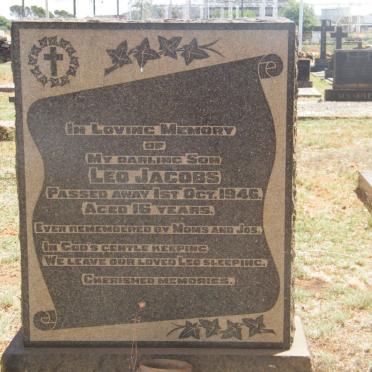 In Loving Memory
of
My darling Son
Leo Jacobs
Passed away 1st Oct. 1946.
Aged 16 years.
Ever remembered by Moms and Jos.
In God's gentle keeping
We leave our loved Leo sleeping.
Cherished memories.